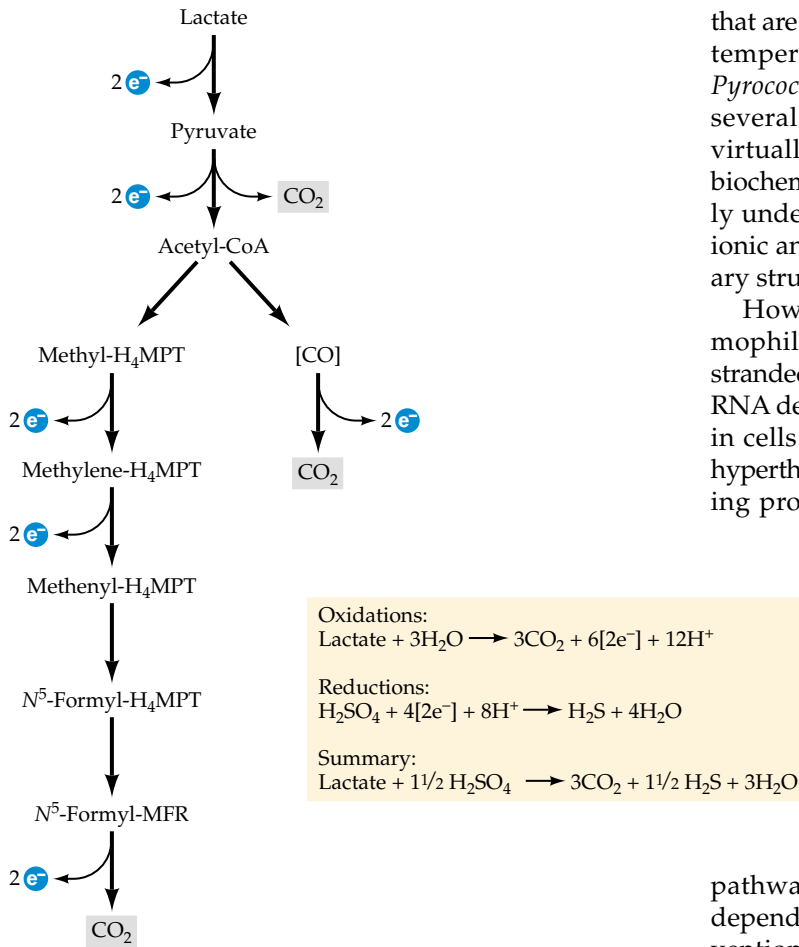 Lactate
2 e–
Pyruvate
2 e–
CO₂
Acetyl-CoA
Methyl-H₄MPT
[CO]
2 e–
2 e–
Methylene-H₄MPT
CO₂
2 e–
Methenyl-H₄MPT
N⁵-Formyl-H₄MPT
N⁵-Formyl-MFR
2 e–
CO₂
Oxidations:
Lactate + 3H₂O ⟶ 3CO₂ + 6[2e⁻] + 12H⁺
Reductions:
H₂SO₄ + 4[2e⁻] + 8H⁺ ⟶ H₂S + 4H₂O
Summary:
Lactate + 11/2 H₂SO₄ ⟶ 3CO₂ + 11/2 H₂S + 3H₂O
that are
temper
Pyrococ
several
virtuall
biochem
ly unde
ionic an
ary stru
How
mophil
stranded
RNA de
in cells
hyperth
ing pro
pathwa
depend